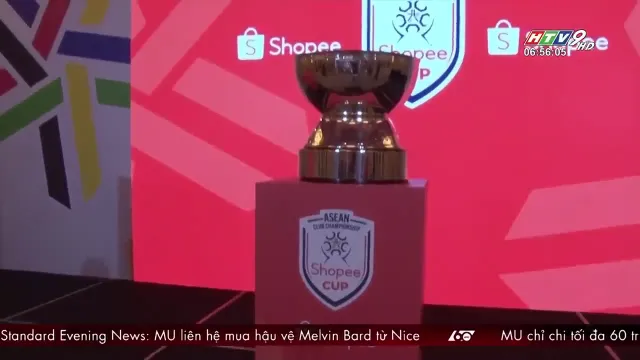 Shopee
CUP
Shopee
HTV9 HD
06:56:05
ASEAN
CLUB CHAMPIONSHIP
Shopee
CUP
Standard Evening News: MU liên hệ mua hậu vệ Melvin Bard từ Nice
MU chỉ chi tối đa 60 tr